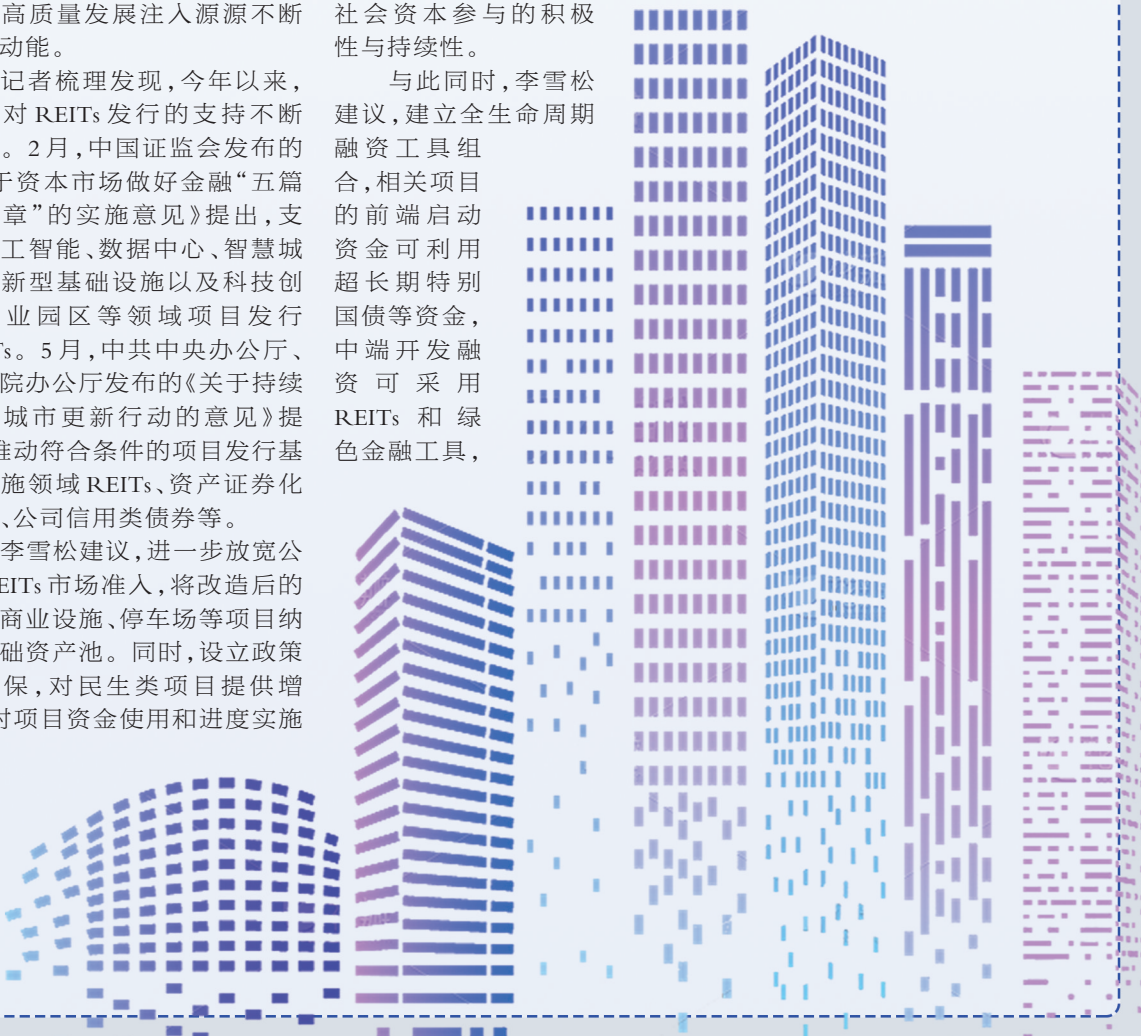 高质量发展注入源源不断
动能。
记者梳理发现,今年以来,
对REITs发行的支持不断
。2月,中国证监会发布的
于资本市场做好金融“五篇
章”的实施意见》提出,支
工智能、数据中心、智慧城
新型基础设施以及科技创
业园区等领域项目发行
Ts。5月,中共中央办公厅、
院办公厅发布的《关于持续
城市更新行动的意见》提
推动符合条件的项目发行基
施领域REITs、资产证券化
、公司信用类债券等。
李雪松建议,进一步放宽公
EITs市场准入,将改造后的
商业设施、停车场等项目纳
础资产池。同时,设立政策
保,对民生类项目提供增
对项目资金使用和进度实施
社会资本参与的积极
性与持续性。
与此同时,李雪松
建议,建立全生命周期
融资工具组
合,相关项目
的前端启动
资金可利用
超长期特别
国债等资金,
中端开发融
资可采用
REITs和绿
色金融工具,